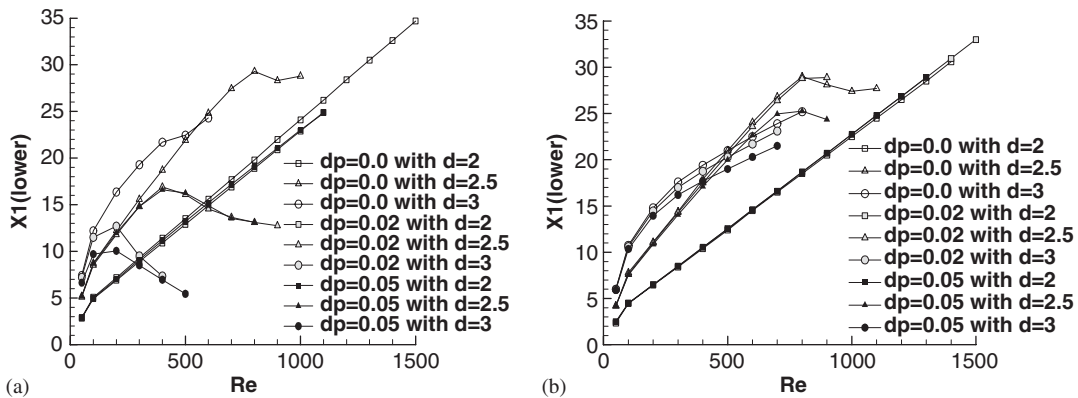 35
30
25
20
15
10
5
0
X1(lower)
0
500
1000
1500
Re
dp=0.0 with d=2
dp=0.0 with d=2.5
dp=0.0 with d=3
dp=0.02 with d=2
dp=0.02 with d=2.5
dp=0.02 with d=3
dp=0.05 with d=2
dp=0.05 with d=2.5
dp=0.05 with d=3
(a)
35
30
25
20
15
10
5
0
X1(lower)
0
500
1000
1500
Re
dp=0.0 with d=2
dp=0.0 with d=2.5
dp=0.0 with d=3
dp=0.02 with d=2
dp=0.02 with d=2.5
dp=0.02 with d=3
dp=0.05 with d=2
dp=0.05 with d=2.5
dp=0.05 with d=3
(b)